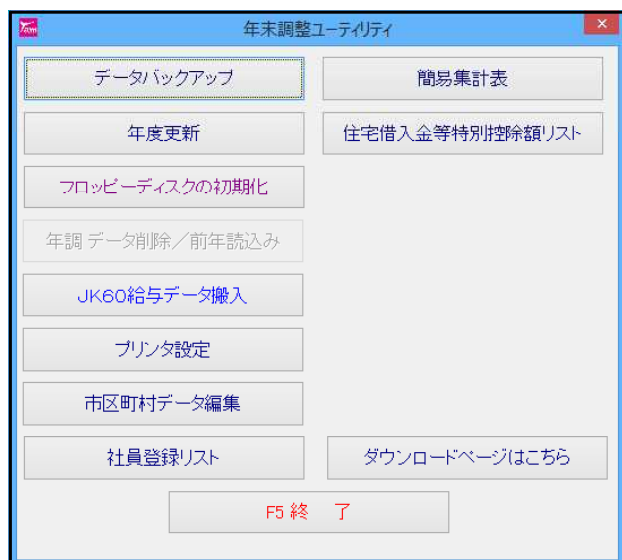 年末調整ユーティリティ
データバックアップ
簡易集計表
年度更新
住宅借入金等特別控除額リスト
フロッピーディスクの初期化
年調 データ削除／前年読込み
JK60給与データ搬入
プリンタ設定
市区町村データ編集
社員登録リスト
ダウンロードページはこちら
F5 終　了